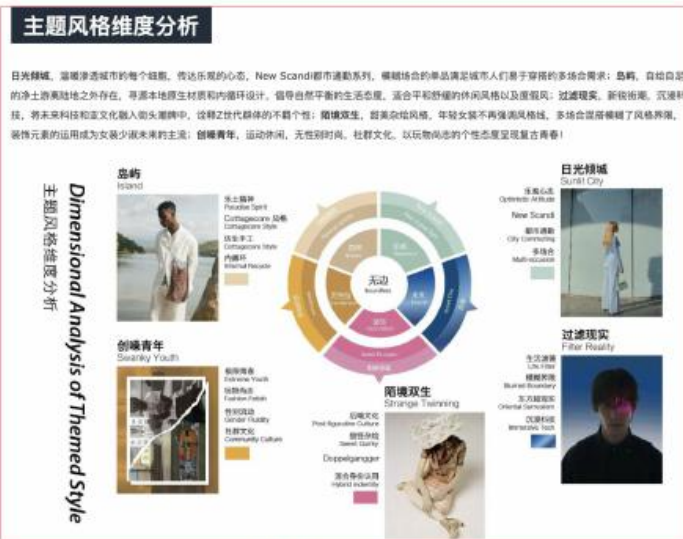 主题风格维度分析
日光倾城，温暖渗透城市的每个细胞，传达乐观的心态，New Scandi都市通勤系列，模糊场合的单品满足城市人们易于穿搭的多场合需求；岛屿，自给自足
的净土游离陆地之外存在，寻源本地原生材质和内循环设计，倡导自然平衡的生活态度，适合平和舒缓的休闲风格以及度假风；过滤现实，新锐街潮，沉浸科
技，将未来科技和亚文化融入街头潮牌中，诠释Z世代群体的不羁个性；陌境双生，甜美杂烩风格，年轻女装不再强调风格线，多场合混搭模糊了风格界限，
装饰元素的运用成为女装少淑未来的主流；创噪青年，运动休闲，无性别时尚，社群文化，以玩物尚志的个性态度呈现复古青春！
Dimensional Analysis of Themed Style
主题风格维度分析
岛屿
Island
乐土精神
Paradise Spirit
Cottagecore 风格
Cottagecore Style
仿生手工
Cottagecore Style
内循环
Internal Recycle
创噪青年
Swanky Youth
极限青春
Extreme Youth
玩物尚志
Fashion Fetish
性别流动
Gender Fluidity
社群文化
Community Culture
无边
Boundless
陌境双生
Strange Twinning
后喻文化
Post-figurative Culture
甜怪杂烩
Sweet Quirky
Doppelgangger
混合身份认同
Hybrid Indentity
日光倾城
Sunlit City
乐观心态
Optimistic Attitude
New Scandi
都市通勤
City Commuting
多场合
Multi-occasion
过滤现实
Filter Reality
生活滤镜
Life Filter
模糊界限
Blurred Boundary
东方超现实
Oriental Surrealism
沉浸科技
Immersive Tech